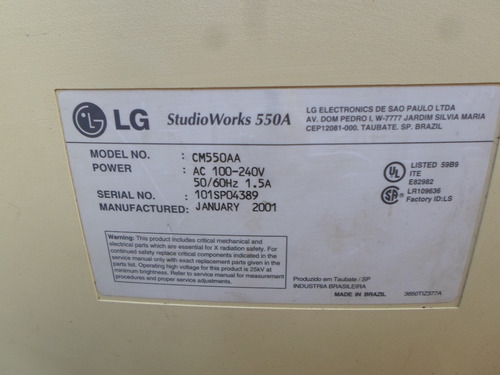 LG StudioWorks 550A
LG ELECTRONICS DE SAO PAULO LTDA
AV. DOM PEDRO I, W-7777 JARDIM SILVIA MARIA
CEP12081-000. TAUBATE. SP. BRAZIL
MODEL NO. : CM550AA
POWER : AC 100-240V
50/60Hz 1.5A
SERIAL NO. : 101SP04389
MANUFACTURED: JANUARY 2001
UL
LISTED 59B9
ITE
E82982
SA
LR109636
Factory ID:LS
Warning: This product includes critical mechanical and
electrical parts which are essential for X radiation safety. For
continued safety replace critical components indicated in the
service manual only with exact replacement parts given in the
parts list. Operating high voltage for this product is 25kV at
minimum brightness. Refer to service manual for measurement
procedures and proper service adjustments.
Produzido em Taubate / SP
INDUSTRIA BRASILEIRA
MADE IN BRAZIL
3850TIZ377A